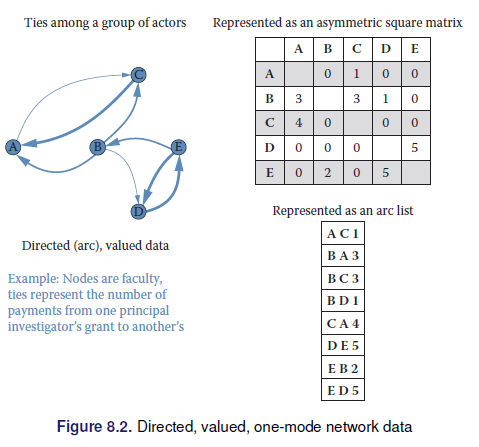 Ties among a group of actors
A
B
C
D
E
Directed (arc), valued data
Example: Nodes are faculty,
ties represent the number of
payments from one principal
investigator's grant to another's
Represented as an asymmetric square matrix
A B C D E
A 0 1 0 0
B 3 3 1 0
C 4 0 0 0
D 0 0 0 5
E 0 2 0 5
Represented as an arc list
A C 1
B A 3
B C 3
B D 1
C A 4
D E 5
E B 2
E D 5
Figure 8.2. Directed, valued, one-mode network data